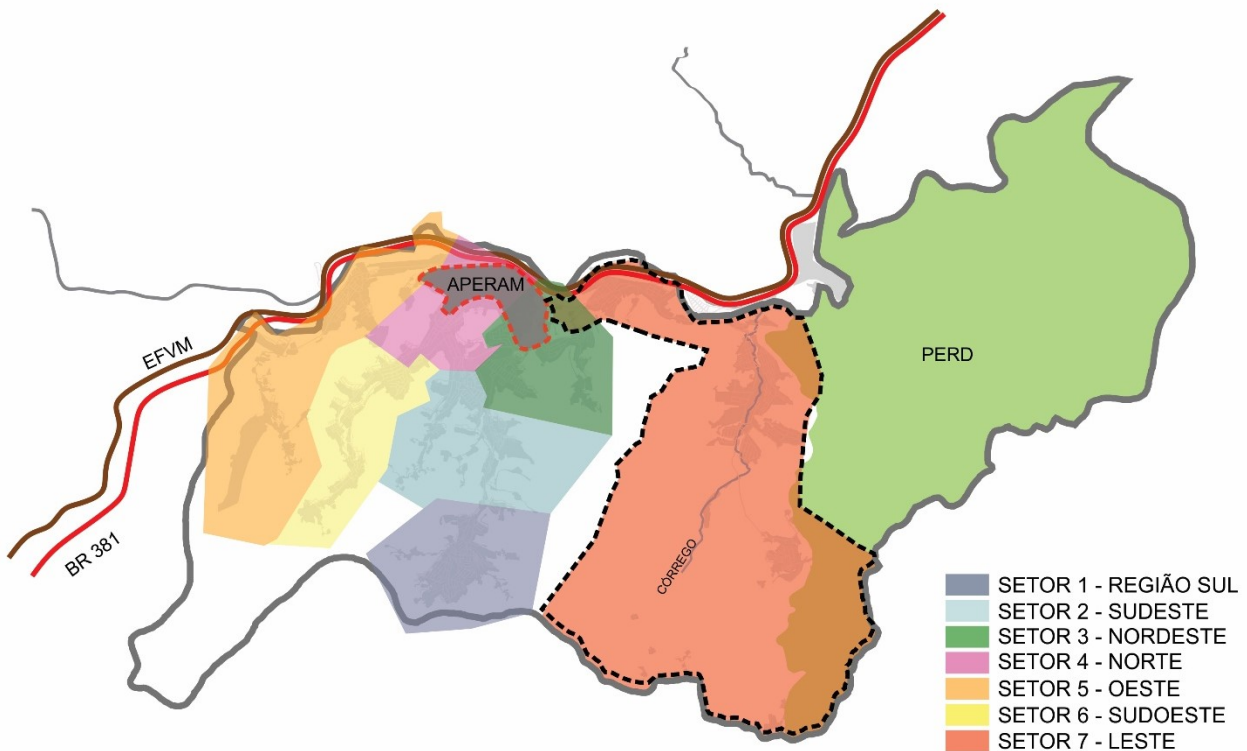 APERAM
EFVM
PERD
BR 381
CÓRREGO
SETOR 1 - REGIÃO SUL
SETOR 2 - SUDESTE
SETOR 3 - NORDESTE
SETOR 4 - NORTE
SETOR 5 - OESTE
SETOR 6 - SUDOESTE
SETOR 7 - LESTE